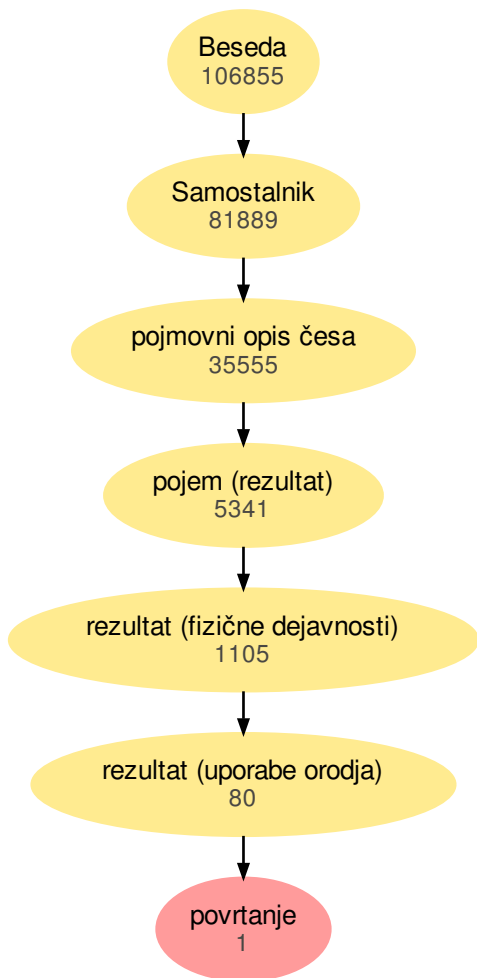 Beseda
106855
Samostalnik
81889
pojmovni opis česa
35555
pojem (rezultat)
5341
rezultat (fizične dejavnosti)
1105
rezultat (uporabe orodja)
80
povrtanje
1